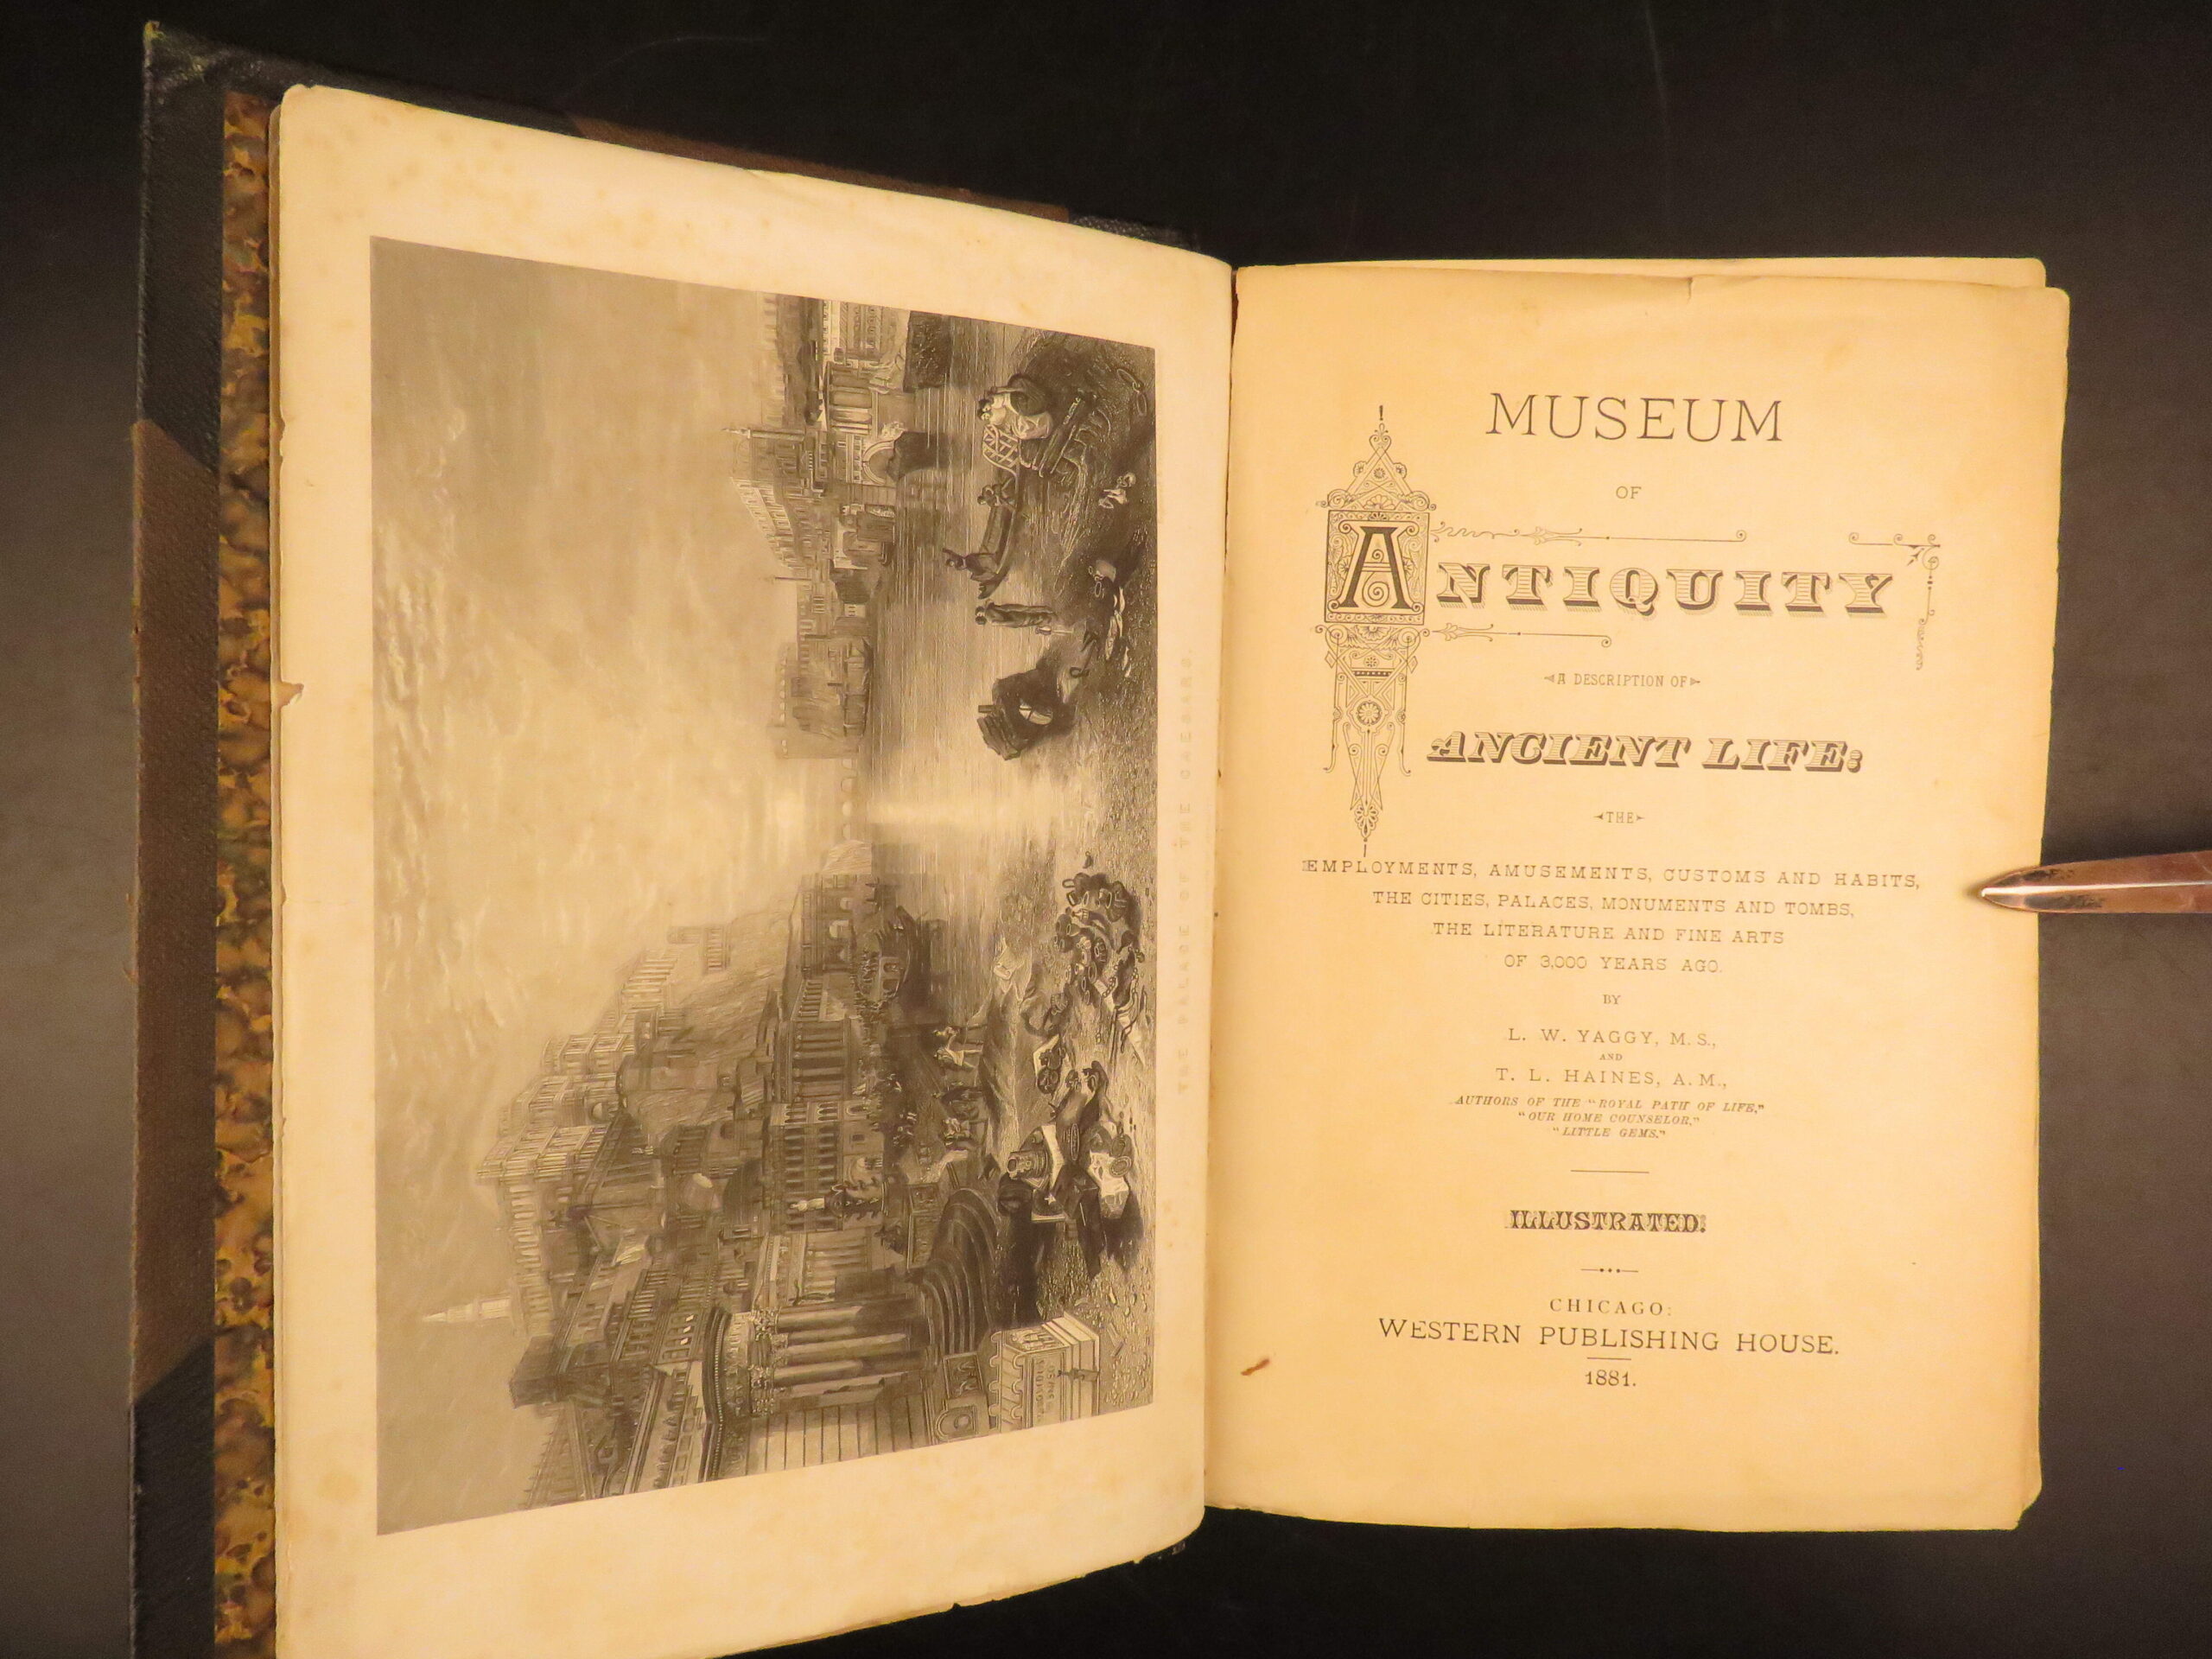 THE PALACE OF THE CAESARS.
MUSEUM
OF
ANTIQUITY
A DESCRIPTION OF
ANCIENT LIFE:
THE
EMPLOYMENTS, AMUSEMENTS, CUSTOMS AND HABITS,
THE CITIES, PALACES, MONUMENTS AND TOMBS,
THE LITERATURE AND FINE ARTS
OF 3,000 YEARS AGO.
BY
L. W. YAGGY, M. S.,
AND
T. L. HAINES, A. M.,
AUTHORS OF THE "ROYAL PATH OF LIFE,"
"OUR HOME COUNSELOR,"
"LITTLE GEMS."
ILLUSTRATED.
CHICAGO:
WESTERN PUBLISHING HOUSE.
1881.